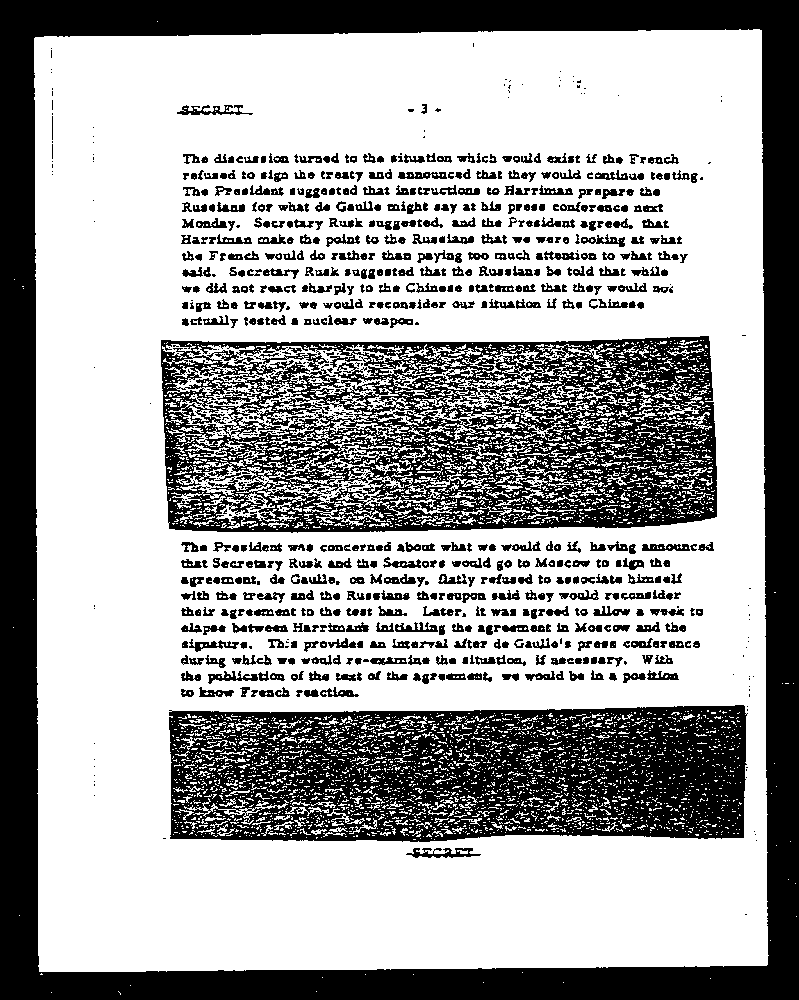 SECRET
- 3 -
The discussion turned to the situation which would exist if the French
refused to sign the treaty and announced that they would continue testing.
The President suggested that instructions to Harriman prepare the
Russians for what de Gaulle might say at his press conference next
Monday. Secretary Rusk suggested, and the President agreed, that
Harriman make the point to the Russians that we were looking at what
the French would do rather than paying too much attention to what they
said. Secretary Rusk suggested that the Russians be told that while
we did not react sharply to the Chinese statement that they would not
sign the treaty, we would reconsider our situation if the Chinese
actually tested a nuclear weapon.
The President was concerned about what we would do if, having announced
that Secretary Rusk and the Senators would go to Moscow to sign the
agreement, de Gaulle, on Monday, flatly refused to associate himself
with the treaty and the Russians thereupon said they would reconsider
their agreement to the test ban. Later, it was agreed to allow a week to
elapse between Harriman's initialling the agreement in Moscow and the
signature. This provides an interval after de Gaulle's press conference
during which we would re-examine the situation, if necessary. With
the publication of the text of the agreement, we would be in a position
to know French reaction.
SECRET